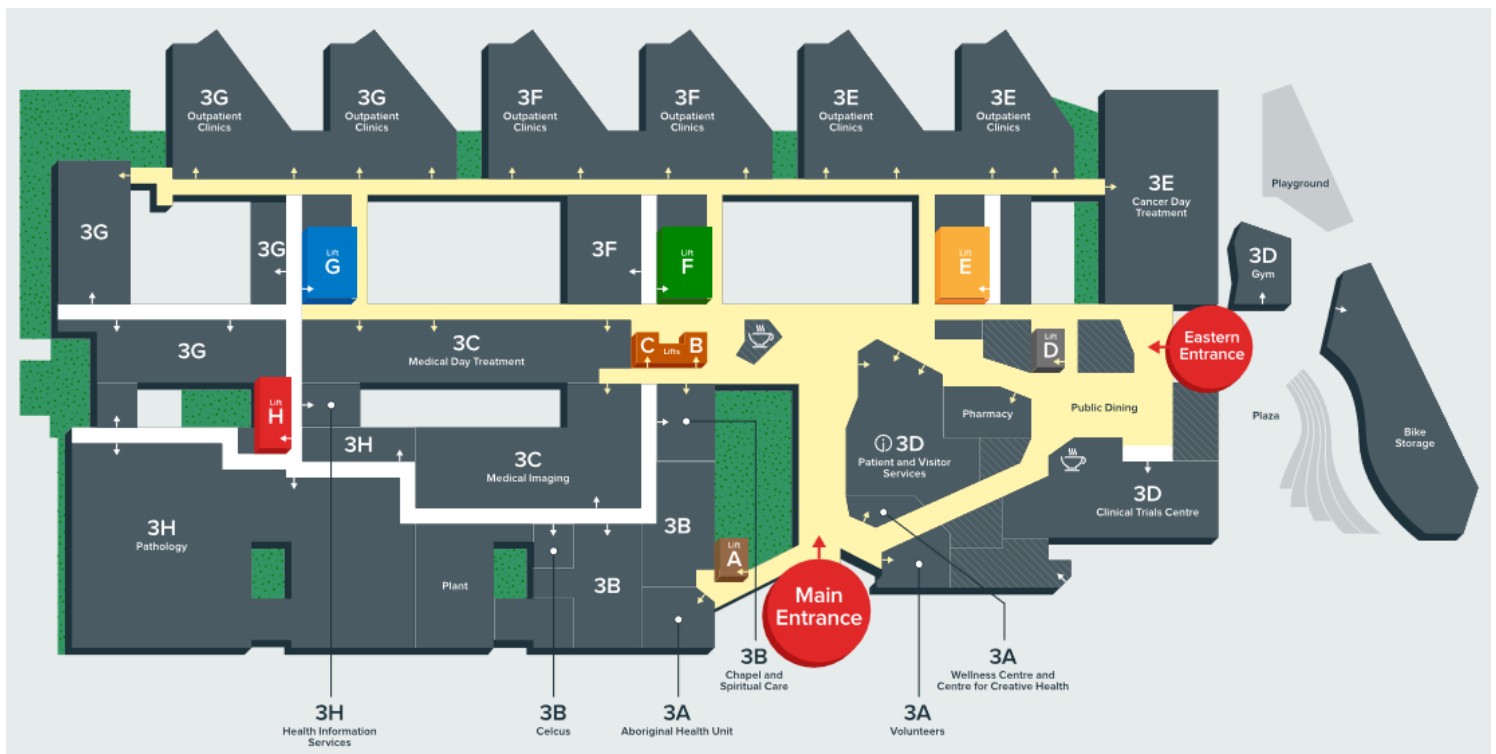 3G
Outpatient
Clinics
3G
Outpatient
Clinics
3F
Outpatient
Clinics
3F
Outpatient
Clinics
3E
Outpatient
Clinics
3E
Outpatient
Clinics
3E
Cancer Day
Treatment
Playground
3G
3G
Lift
G
3F
Lift
F
Lift
E
3D
Gym
3G
3C
Medical Day Treatment
C
Lifts
B
Lift
D
Eastern
Entrance
Lift
H
Pharmacy
Public Dining
Plaza
Bike
Storage
3H
3C
Medical Imaging
i 3D
Patient and Visitor
Services
3D
Clinical Trials Centre
3H
Pathology
3B
Lift
A
Plant
3B
Main
Entrance
3B
Chapel and
Spiritual Care
3A
Wellness Centre and
Centre for Creative Health
3H
Health Information
Services
3B
Celcus
3A
Aboriginal Health Unit
3A
Volunteers